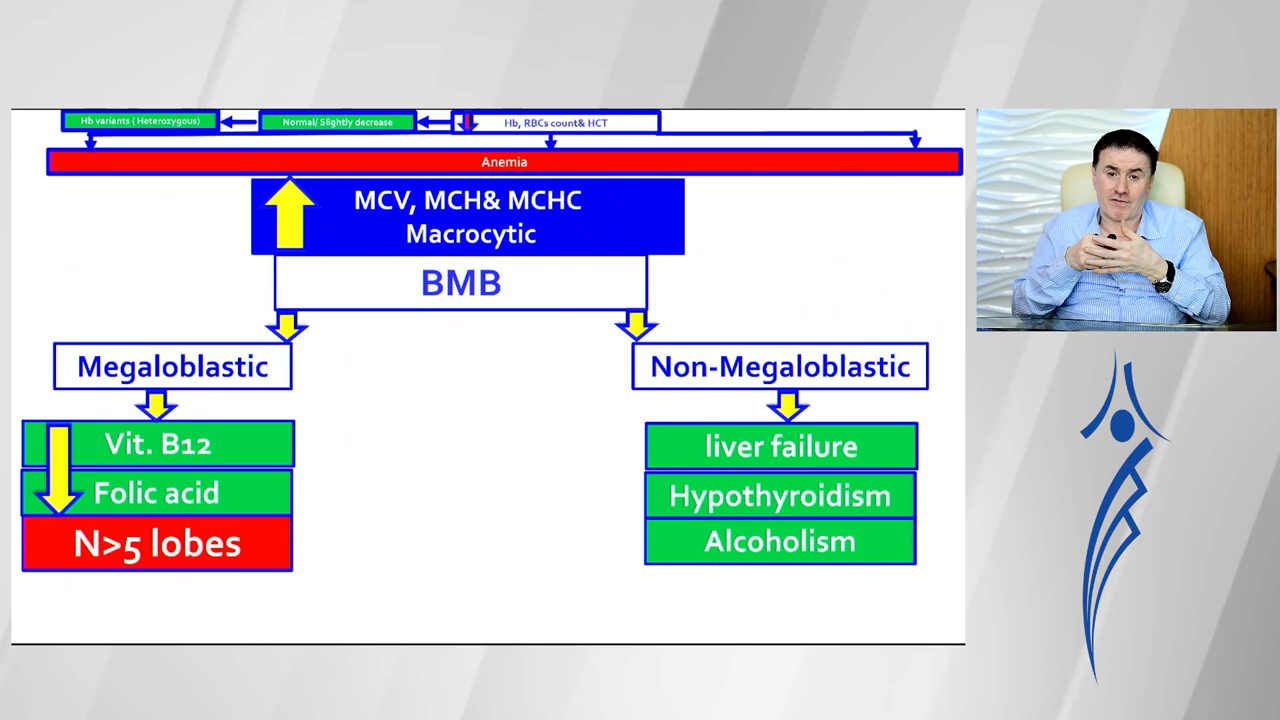 Hb variants ( Heterozygous)
Normal/ Slightly decrease
Hb, RBCs count& HCT
Anemia
MCV, MCH& MCHC
Macrocytic
BMB
Megaloblastic
Non-Megaloblastic
Vit. B12
Folic acid
N>5 lobes
liver failure
Hypothyroidism
Alcoholism